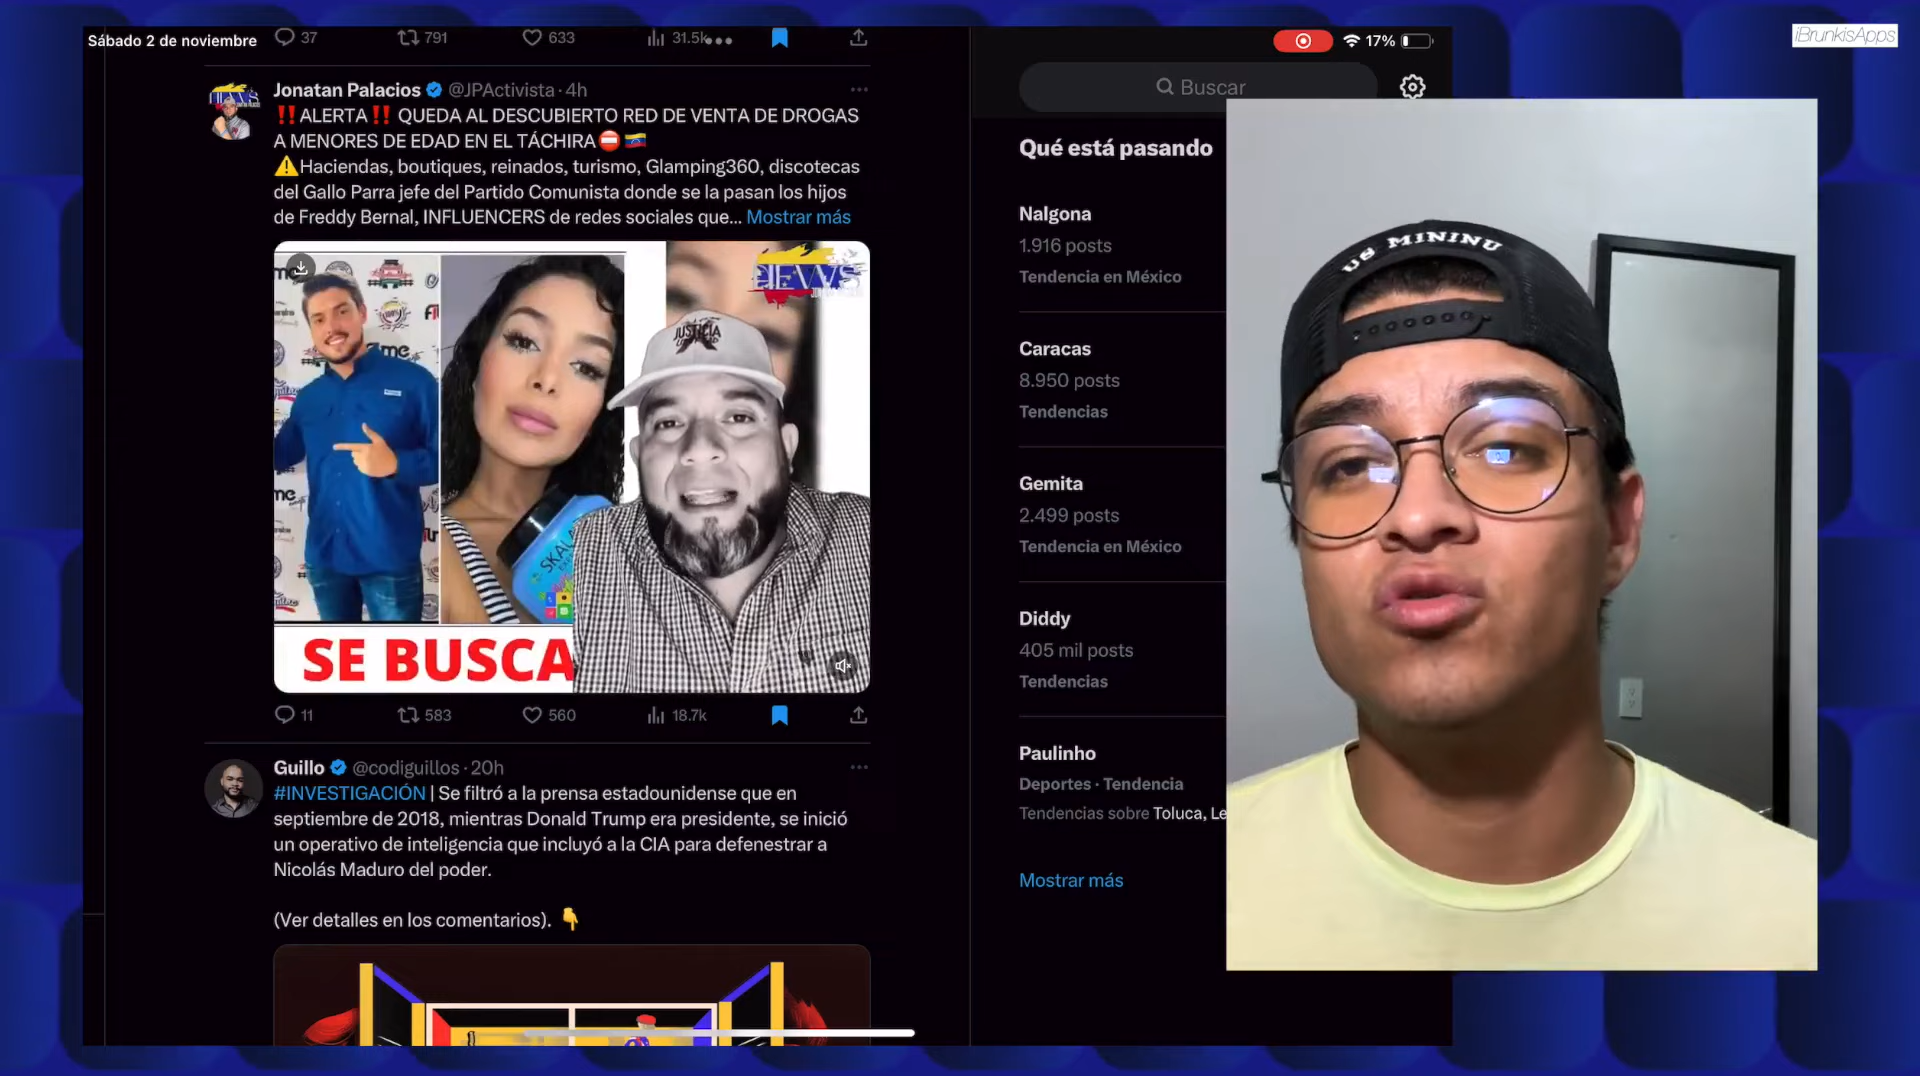 Sábado 2 de noviembre
37 791 633 31.5k
17%
iBrunkisApps
Buscar
Jonatan Palacios @JPActivista · 4h
‼️ALERTA‼️ QUEDA AL DESCUBIERTO RED DE VENTA DE DROGAS
A MENORES DE EDAD EN EL TÁCHIRA⛔🇻🇪
⚠️Haciendas, boutiques, reinados, turismo, Glamping360, discotecas
del Gallo Parra jefe del Partido Comunista donde se la pasan los hijos
de Freddy Bernal, INFLUENCERS de redes sociales que... Mostrar más
NEWS
JUSTICIA
SKALA
SE BUSCA
11 583 560 18.7k
Guillo @codiguillos · 20h
#INVESTIGACIÓN | Se filtró a la prensa estadounidense que en
septiembre de 2018, mientras Donald Trump era presidente, se inició
un operativo de inteligencia que incluyó a la CIA para defenestrar a
Nicolás Maduro del poder.
(Ver detalles en los comentarios). 👇
Qué está pasando
Nalgona
1.916 posts
Tendencia en México
Caracas
8.950 posts
Tendencias
Gemita
2.499 posts
Tendencia en México
Diddy
405 mil posts
Tendencias
Paulinho
Deportes · Tendencia
Tendencias sobre Toluca, Le
Mostrar más
US MININU